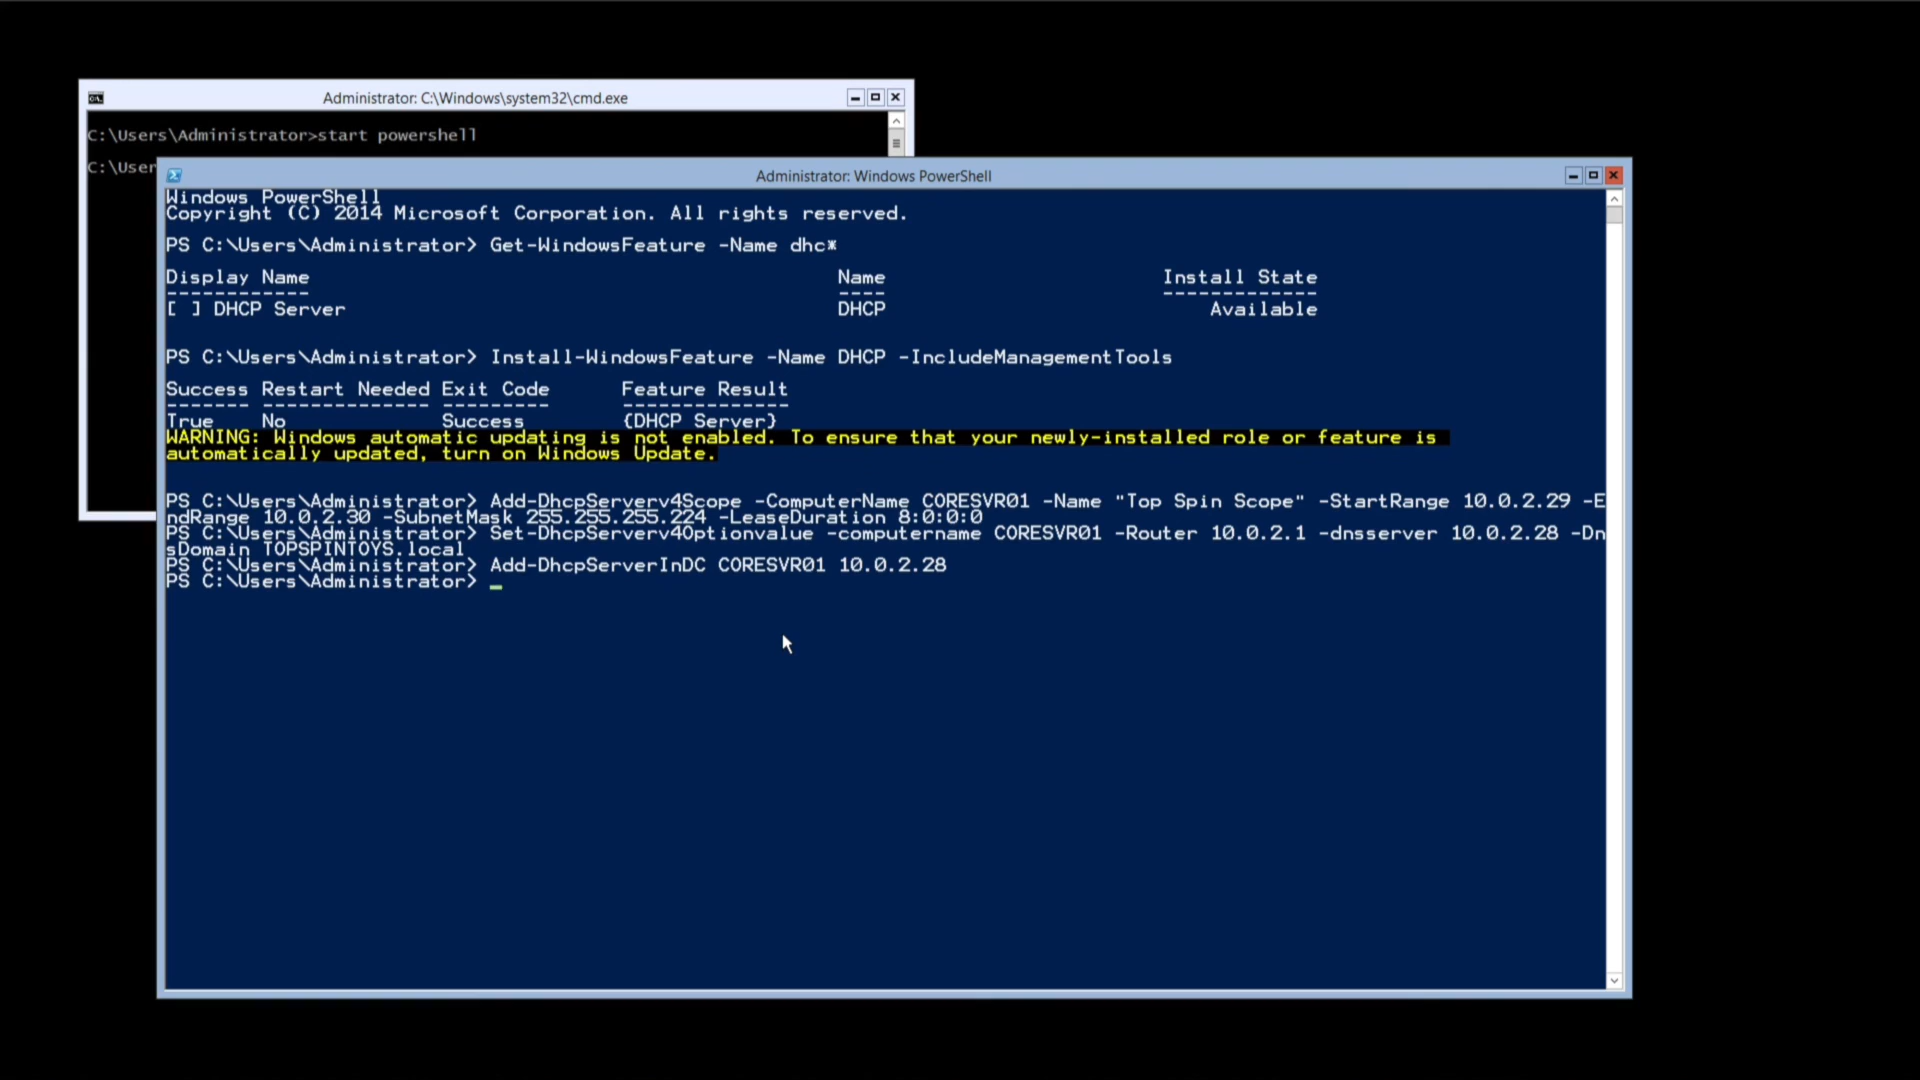 Administrator: C:\Windows\system32\cmd.exe
C:\Users\Administrator>start powershell
C:\User
Administrator: Windows PowerShell
Windows PowerShell
Copyright (C) 2014 Microsoft Corporation. All rights reserved.
PS C:\Users\Administrator> Get-WindowsFeature -Name dhc*
Display Name Name Install State
------------ ---- -------------
[ ] DHCP Server DHCP Available
PS C:\Users\Administrator> Install-WindowsFeature -Name DHCP -IncludeManagementTools
Success Restart Needed Exit Code Feature Result
------- -------------- --------- --------------
True No Success {DHCP Server}
WARNING: Windows automatic updating is not enabled. To ensure that your newly-installed role or feature is
automatically updated, turn on Windows Update.
PS C:\Users\Administrator> Add-DhcpServerv4Scope -ComputerName CORESVR01 -Name "Top Spin Scope" -StartRange 10.0.2.29 -E
ndRange 10.0.2.30 -SubnetMask 255.255.255.224 -LeaseDuration 8:0:0:0
PS C:\Users\Administrator> Set-DhcpServerv4Optionvalue -computername CORESVR01 -Router 10.0.2.1 -dnsserver 10.0.2.28 -Dn
sDomain TOPSPINTOYS.local
PS C:\Users\Administrator> Add-DhcpServerInDC CORESVR01 10.0.2.28
PS C:\Users\Administrator> _